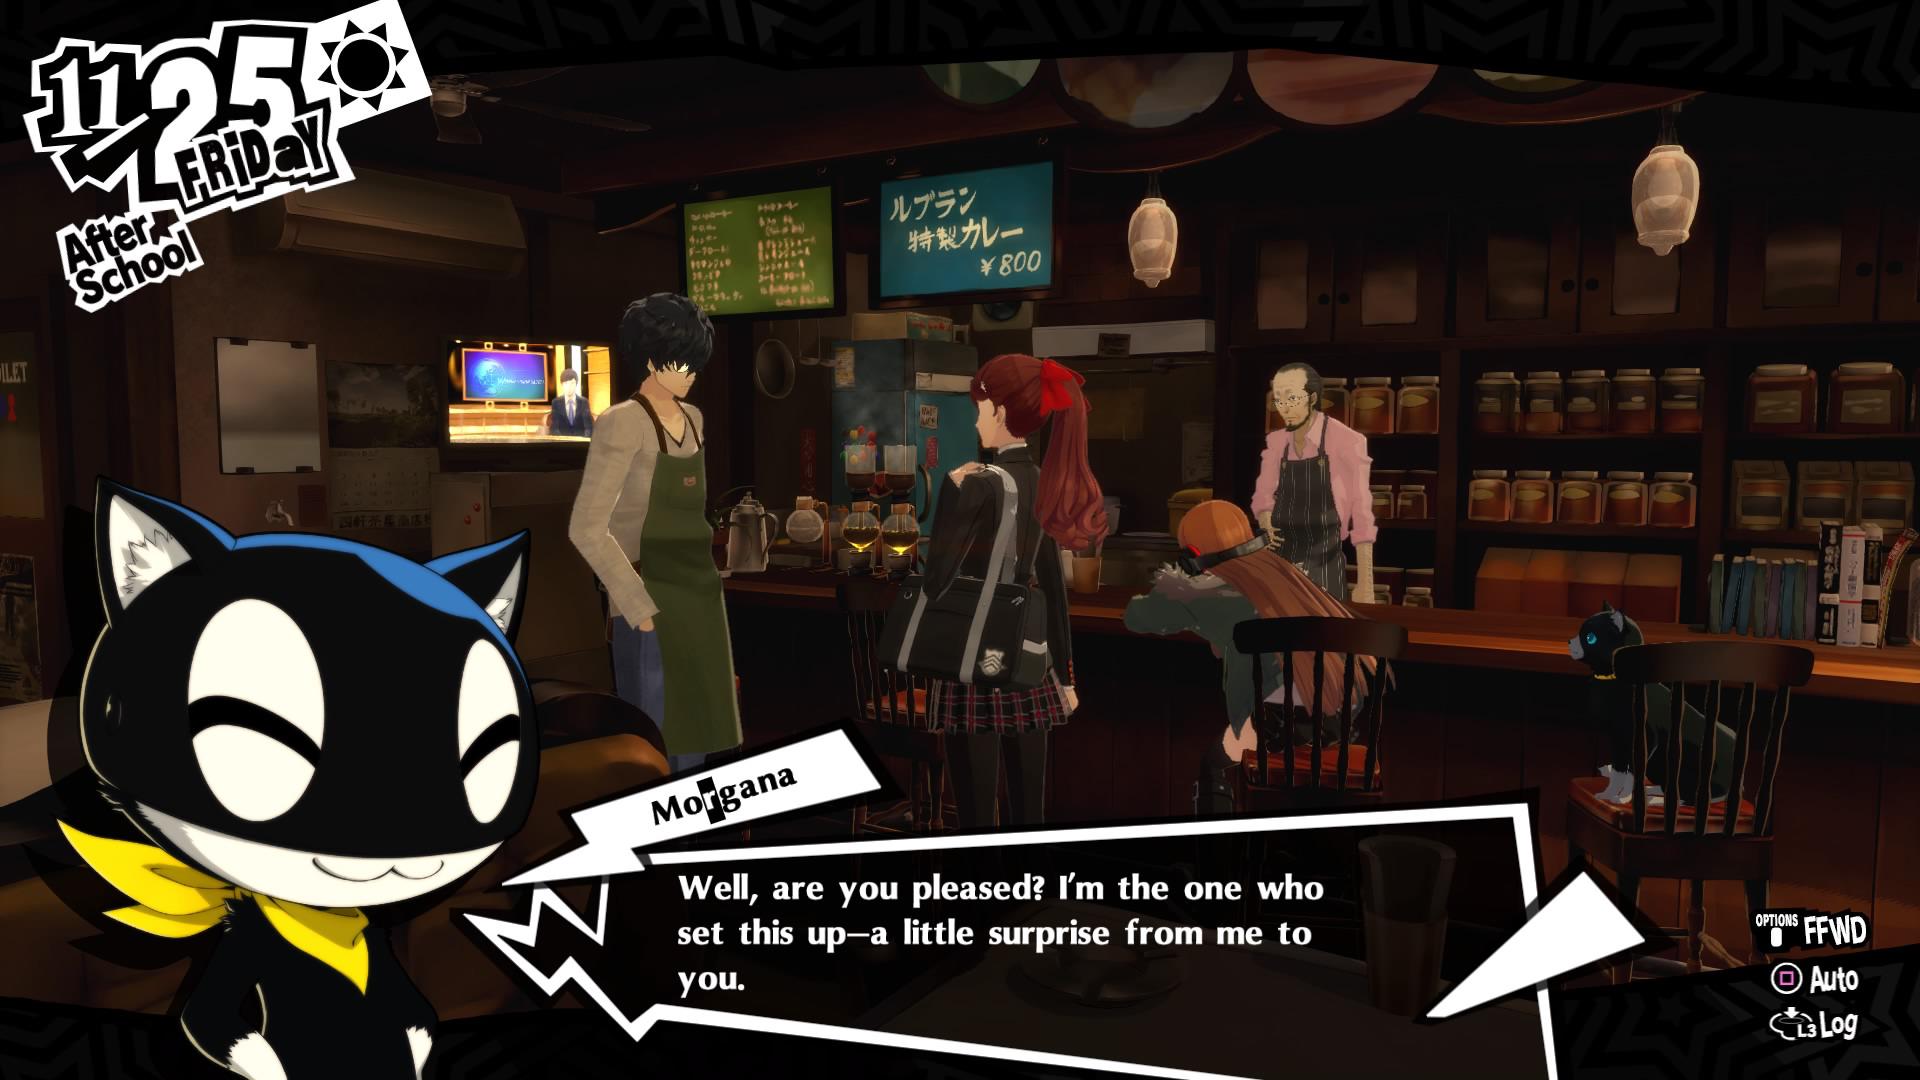 11/25
FRiDaY
After
School
ルブラン
特製カレー
¥800
Morgana
Well, are you pleased? I'm the one who
set this up—a little surprise from me to
you.
OPTIONS FFWD
Auto
L3 Log